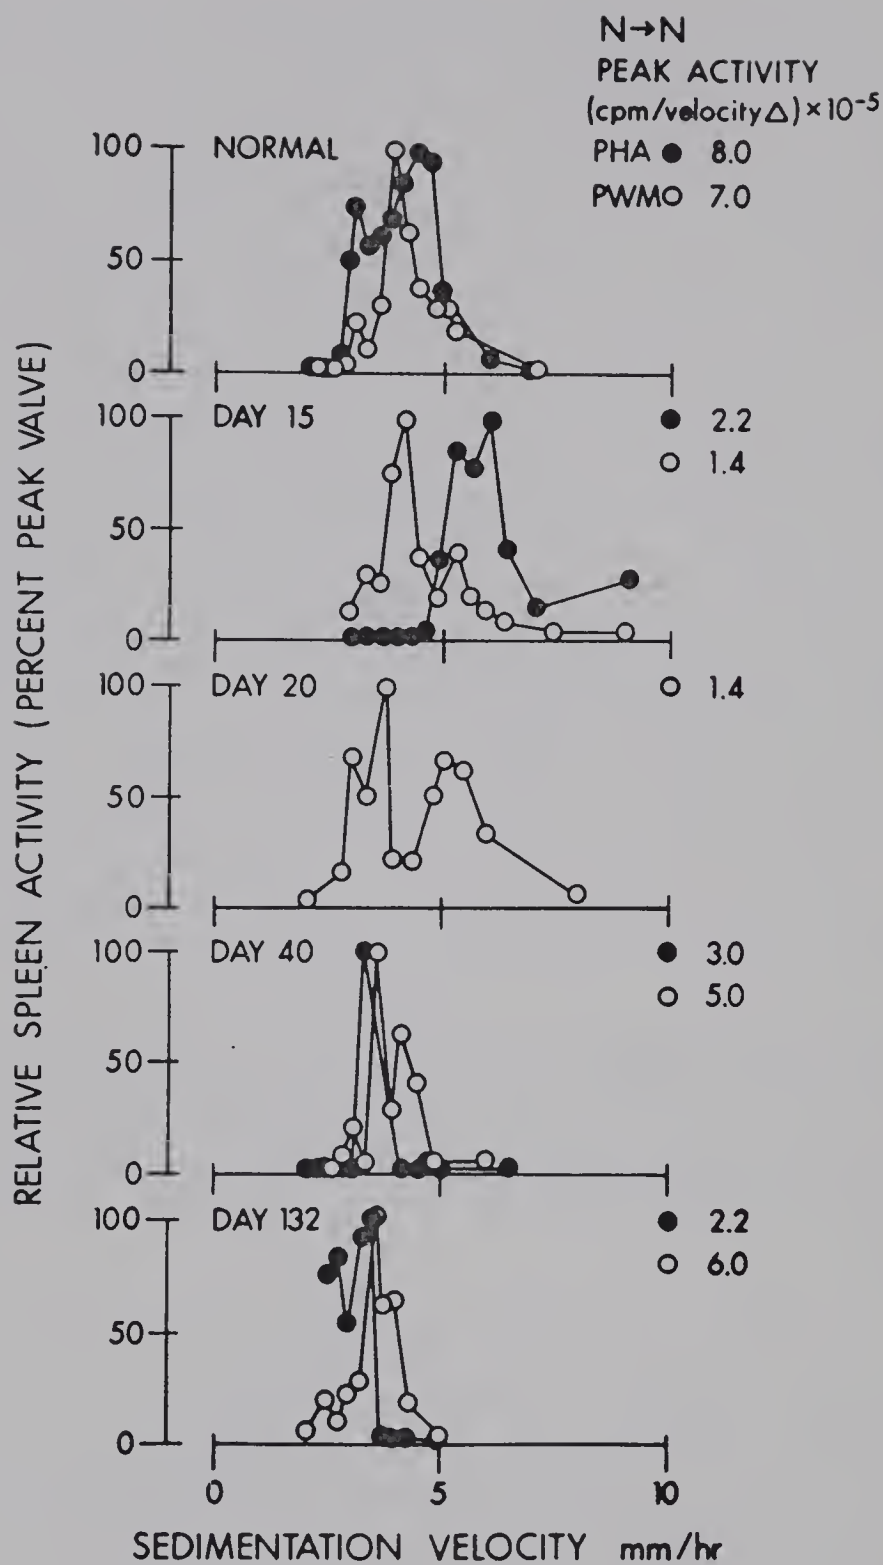 N→N
PEAK ACTIVITY
(cpm/velocity Δ) × 10⁻⁵
PHA ● 8.0
PWM○ 7.0
RELATIVE SPLEEN ACTIVITY (PERCENT PEAK VALVE)
NORMAL
100
50
0
DAY 15
● 2.2
○ 1.4
100
50
0
DAY 20
○ 1.4
100
50
0
DAY 40
● 3.0
○ 5.0
100
50
0
DAY 132
● 2.2
○ 6.0
100
50
0
0 5 10
SEDIMENTATION VELOCITY mm/hr